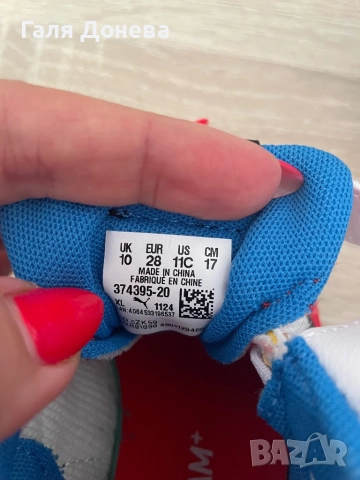 Галя Донева
UK EUR US CM
10 28 11C 17
MADE IN CHINA
FABRIQUÉ EN CHINE
374395-20
XL 1124
BAZAR